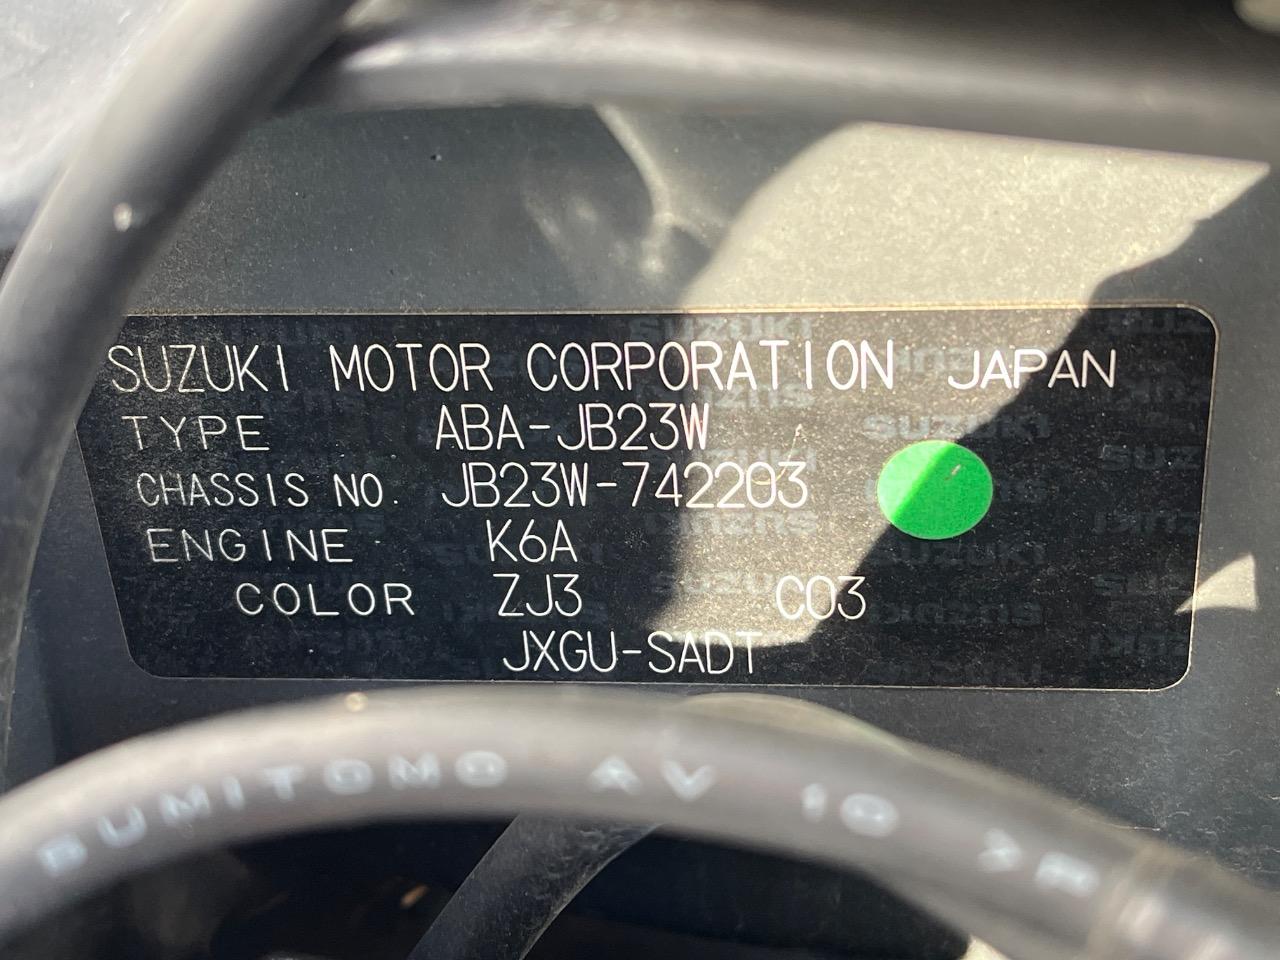 SUZUKI MOTOR CORPORATION JAPAN
TYPE ABA-JB23W
CHASSIS NO. JB23W-742203
ENGINE K6A
COLOR ZJ3 C03
JXGU-SADT
SUMITOMO AV 10